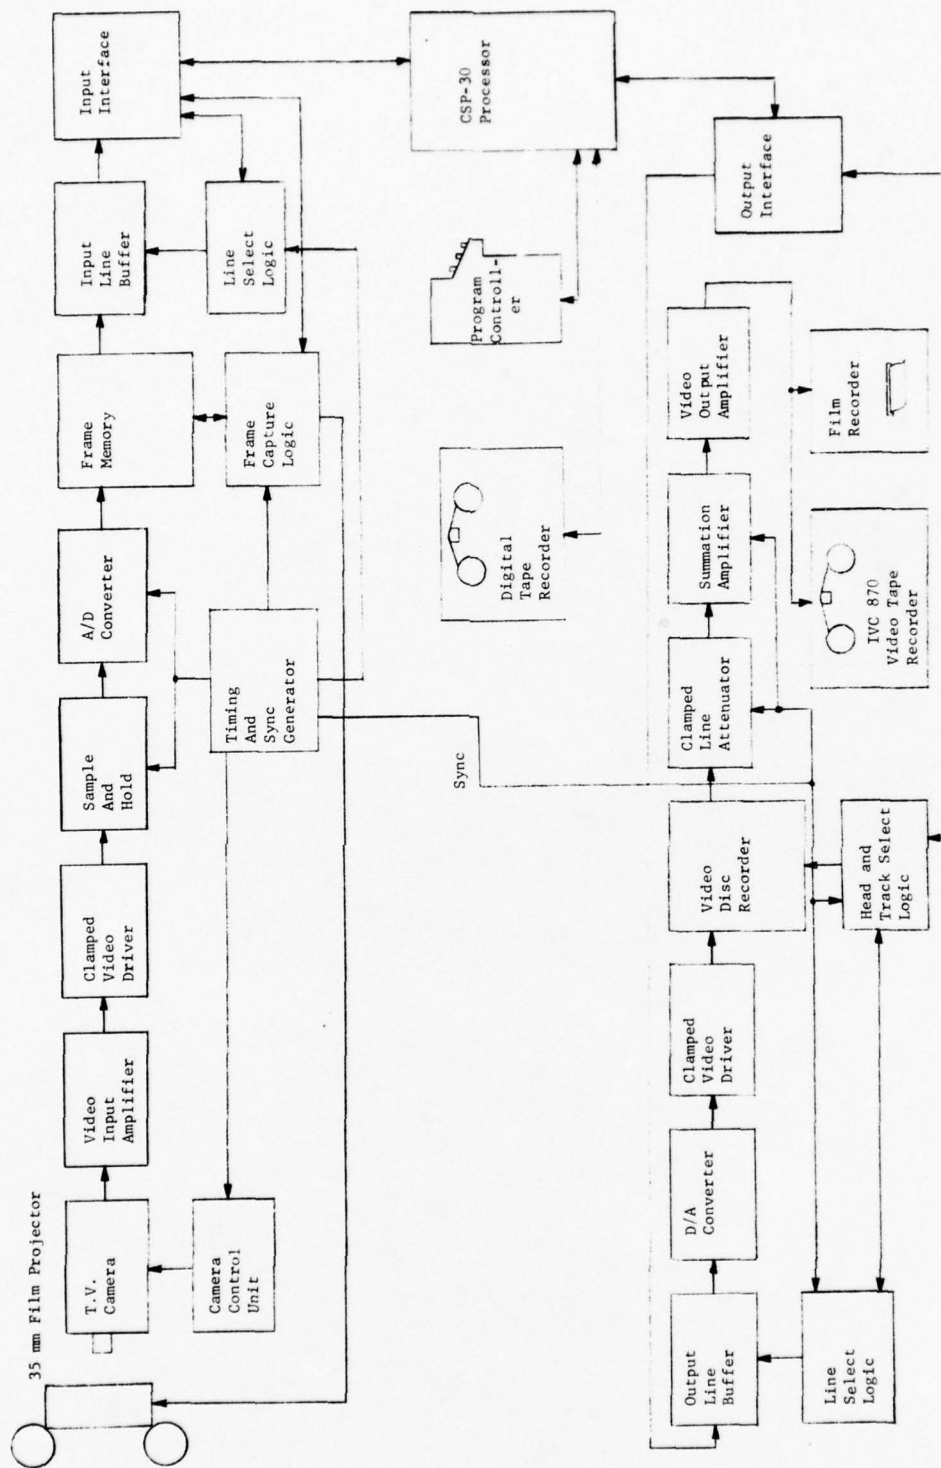 35 mm Film Projector
T.V.
Camera
Video
Input
Amplifier
Clamped
Video
Driver
Sample
And
Hold
A/D
Converter
Frame
Memory
Input
Line
Buffer
Input
Interface
Camera
Control
Unit
Timing
And
Sync
Generator
Frame
Capture
Logic
Line
Select
Logic
CSP-30
Processor
Program
Controll-
er
Digital
Tape
Recorder
Sync
Output
Interface
Output
Line
Buffer
D/A
Converter
Clamped
Video
Driver
Video
Disc
Recorder
Clamped
Line
Attenuator
Summation
Amplifier
Video
Output
Amplifier
Line
Select
Logic
Head and
Track Select
Logic
IVC 870
Video Tape
Recorder
Film
Recorder